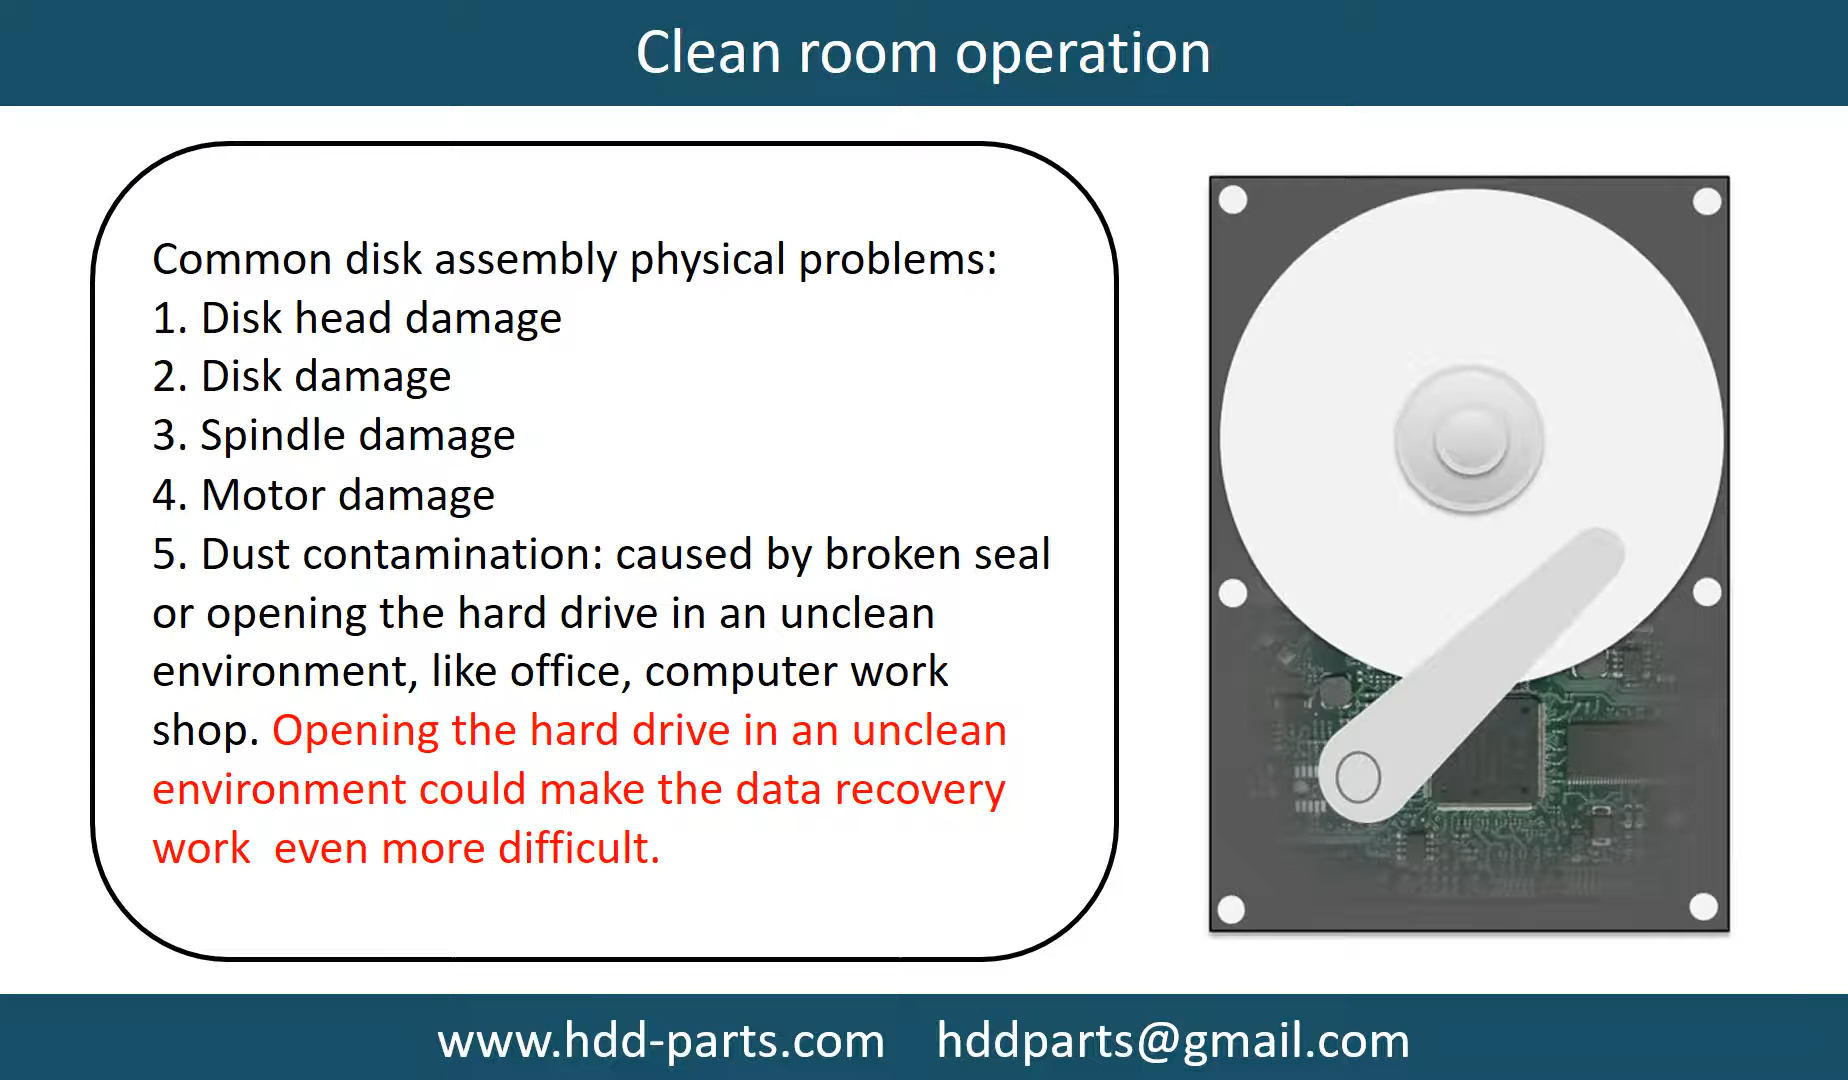 Clean room operation
Common disk assembly physical problems:
1. Disk head damage
2. Disk damage
3. Spindle damage
4. Motor damage
5. Dust contamination: caused by broken seal
or opening the hard drive in an unclean
environment, like office, computer work
shop. Opening the hard drive in an unclean
environment could make the data recovery
work  even more difficult.
www.hdd-parts.com    hddparts@gmail.com